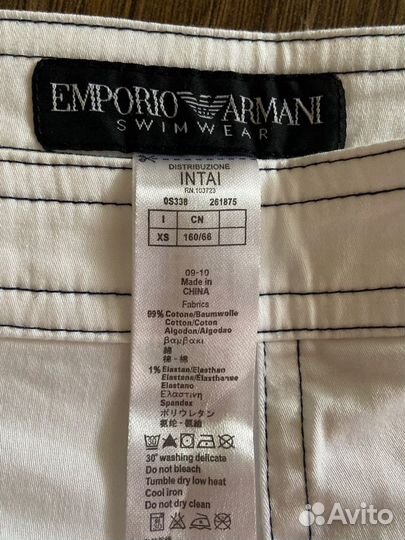 EMPORIO ARMANI
SWIMWEAR
DISTRIBUZIONE
INTAI
RN.103723
0S338 261875
I CN
XS 160/66
09-10
Made in
CHINA
Fabrics
99% Cotone/Baumwolle
Cotton/Coton
Algodon/Algodao
βαμβακι
綿
棉 - 棉
1% Elastan/Elasthan
Elastane/Elasthanne
Elastano
Ελαστινη
Spandex
ポリウレタン
30° washing delicate
Do not bleach
Tumble dry low heat
Cool iron
Do not dry clean
Avito